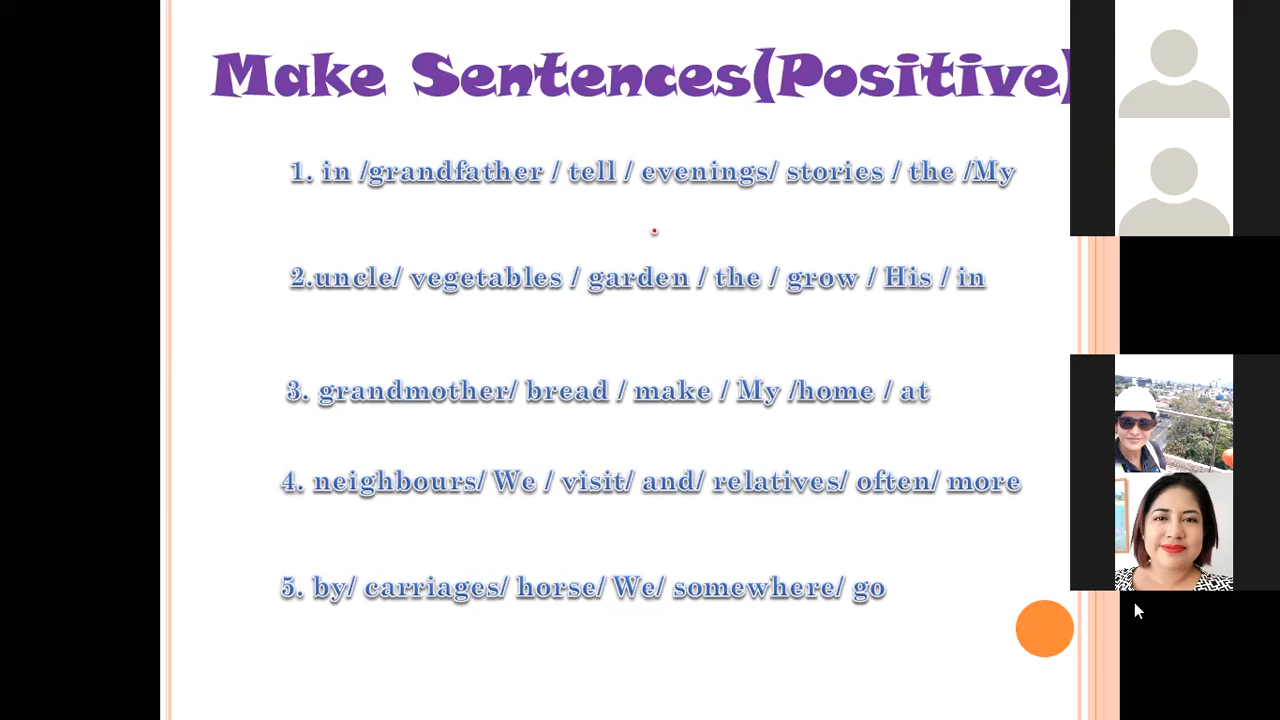 Make Sentences(Positive)
1. in /grandfather / tell / evenings/ stories / the /My
2.uncle/ vegetables / garden / the / grow / His / in
3. grandmother/ bread / make / My /home / at
4. neighbours/ We / visit/ and/ relatives/ often/ more
5. by/ carriages/ horse/ We/ somewhere/ go